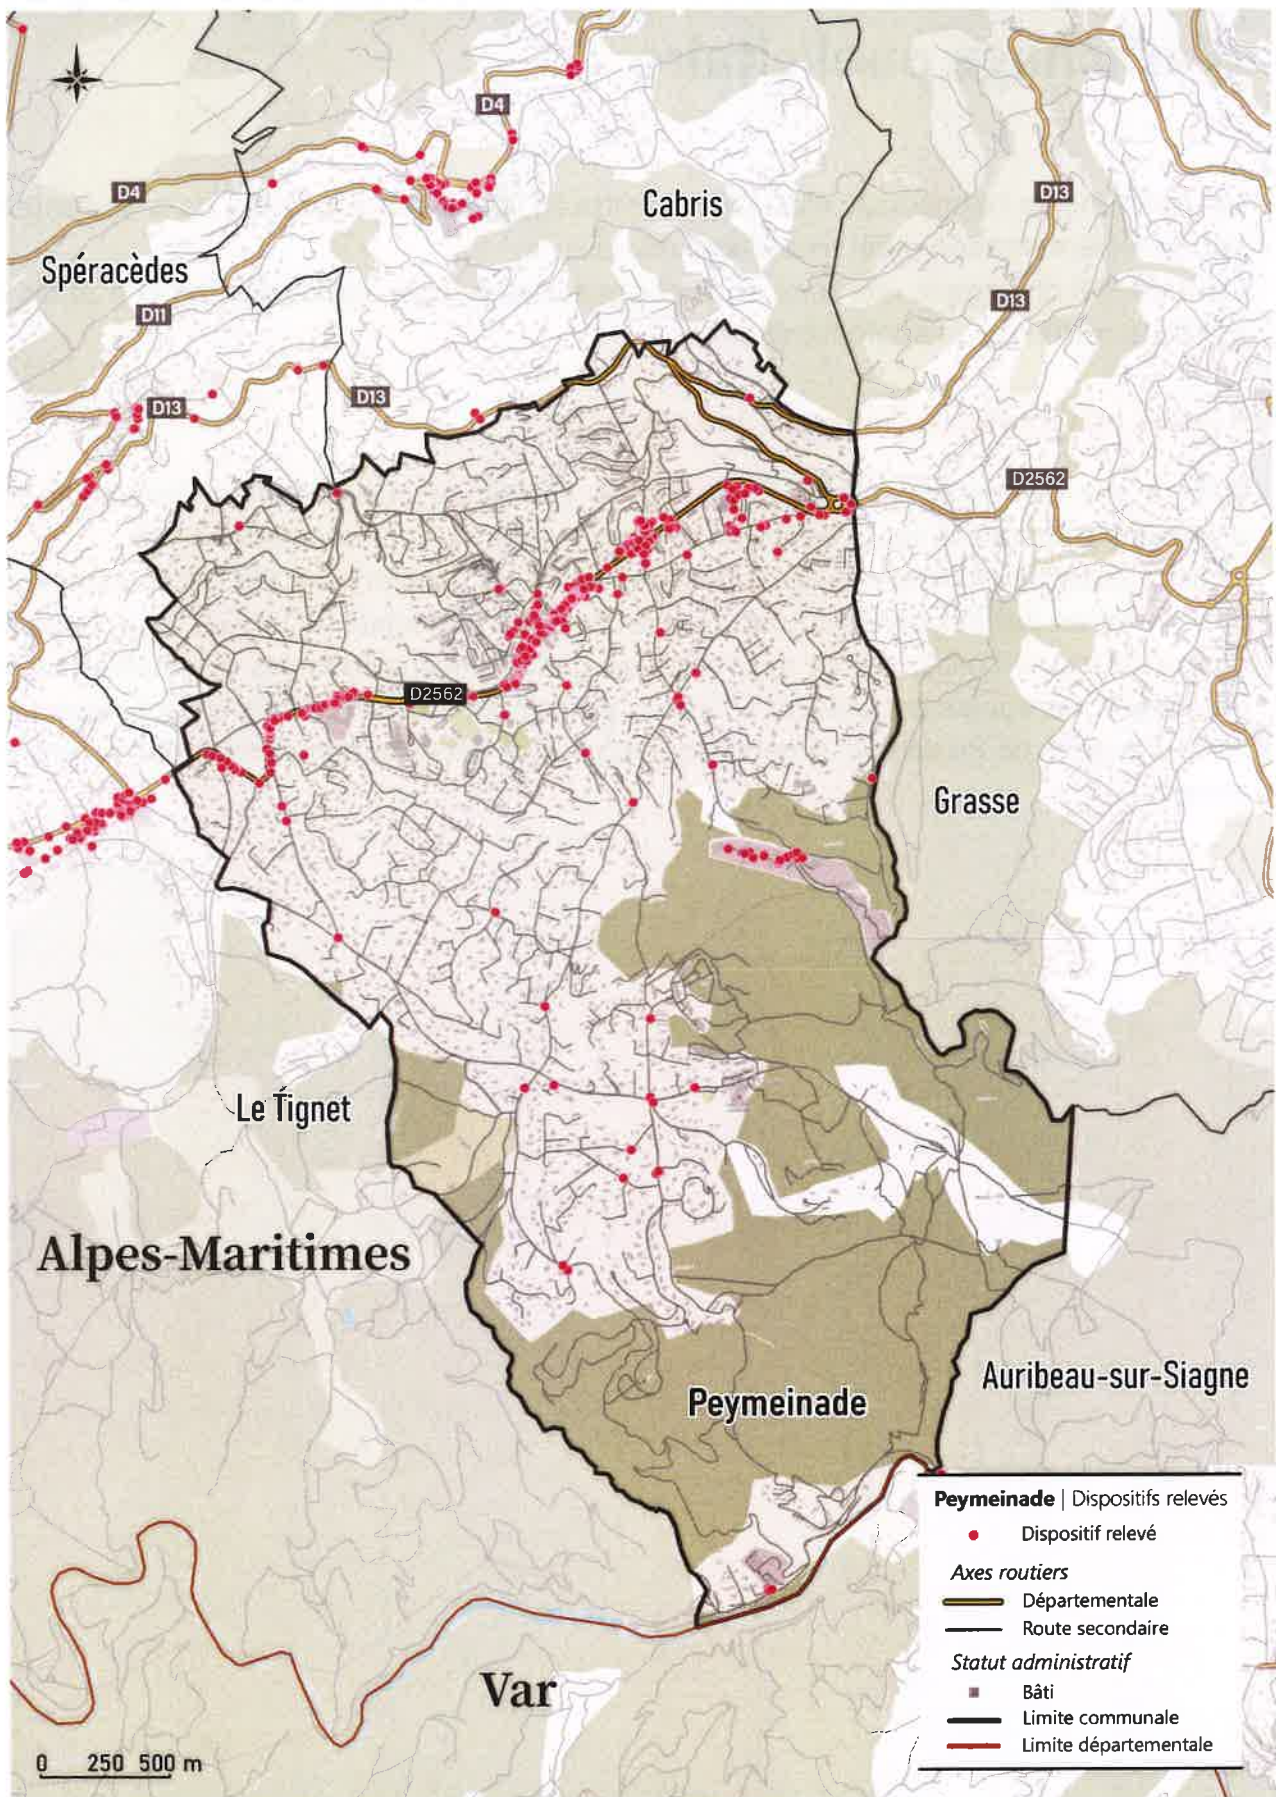 D4
D4
Cabris
D13
Spéracèdes
D11
D13
D13
D13
D2562
D2562
Grasse
Le Tignet
Alpes-Maritimes
Auribeau-sur-Siagne
Peymeinade
Var
0 250 500 m
Peymeinade | Dispositifs relevés
Dispositif relevé
Axes routiers
Départementale
Route secondaire
Statut administratif
Bâti
Limite communale
Limite départementale